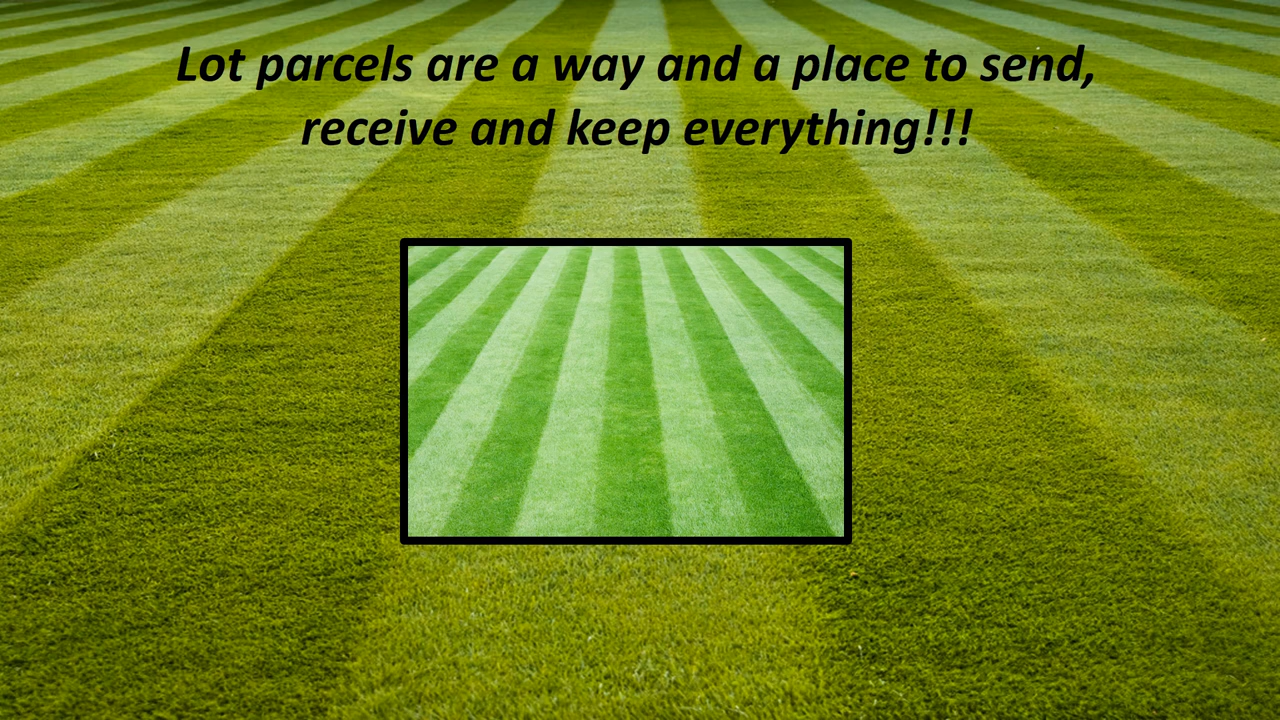 Lot parcels are a way and a place to send,
receive and keep everything!!!